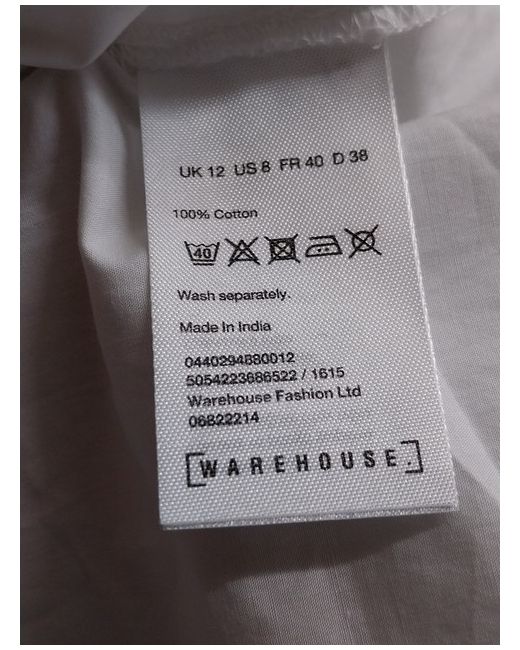 UK 12 US 8 FR 40 D 38
100% Cotton
40
Wash separately.
Made In India
0440294880012
5054223686522 / 1615
Warehouse Fashion Ltd
06822214
[WAREHOUSE.]